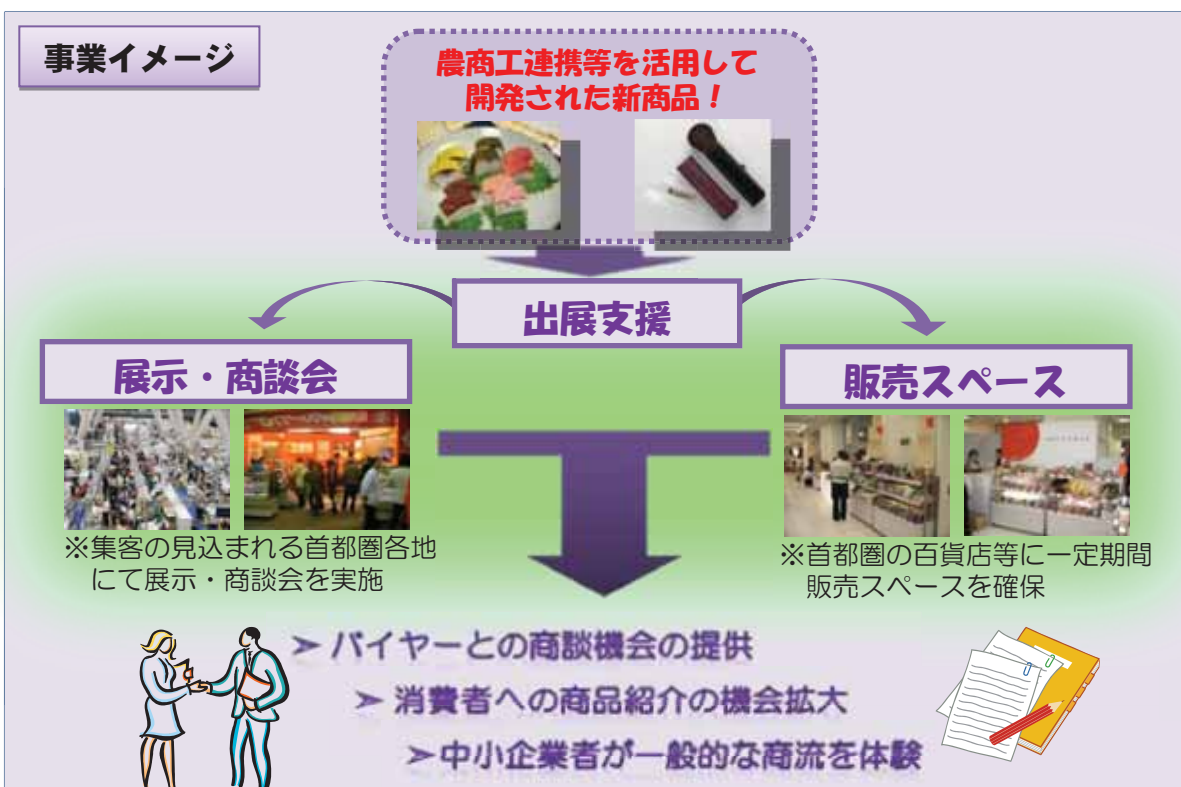 事業イメージ
農商工連携等を活用して
開発された新商品！
出展支援
展示・商談会
販売スペース
※集客の見込まれる首都圏各地
にて展示・商談会を実施
※首都圏の百貨店等に一定期間
販売スペースを確保
➢ バイヤーとの商談機会の提供
➢ 消費者への商品紹介の機会拡大
➢中小企業者が一般的な商流を体験